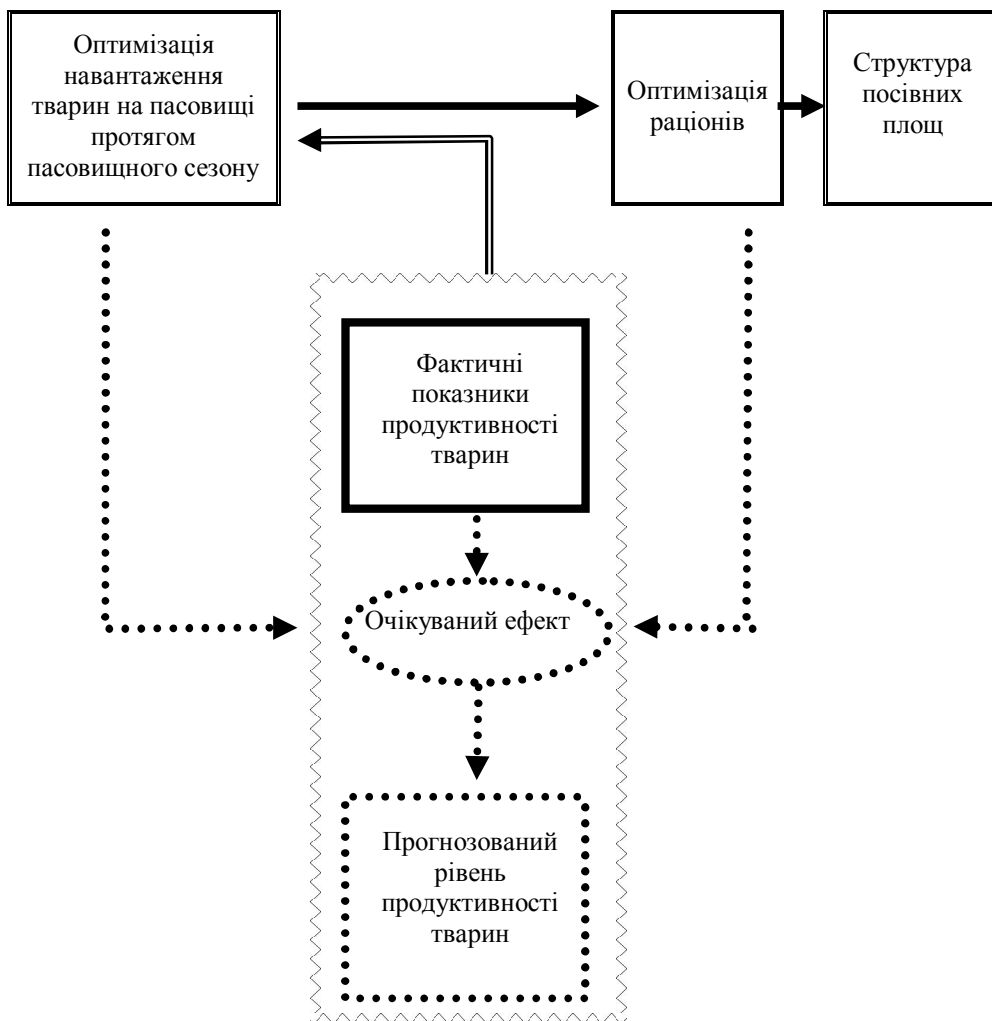 Оптимізація
навантаження
тварин на пасовищі
протягом
пасовищного сезону
Оптимізація
раціонів
Структура
посівних
площ
Фактичні
показники
продуктивності
тварин
Очікуваний ефект
Прогнозований
рівень
продуктивності
тварин